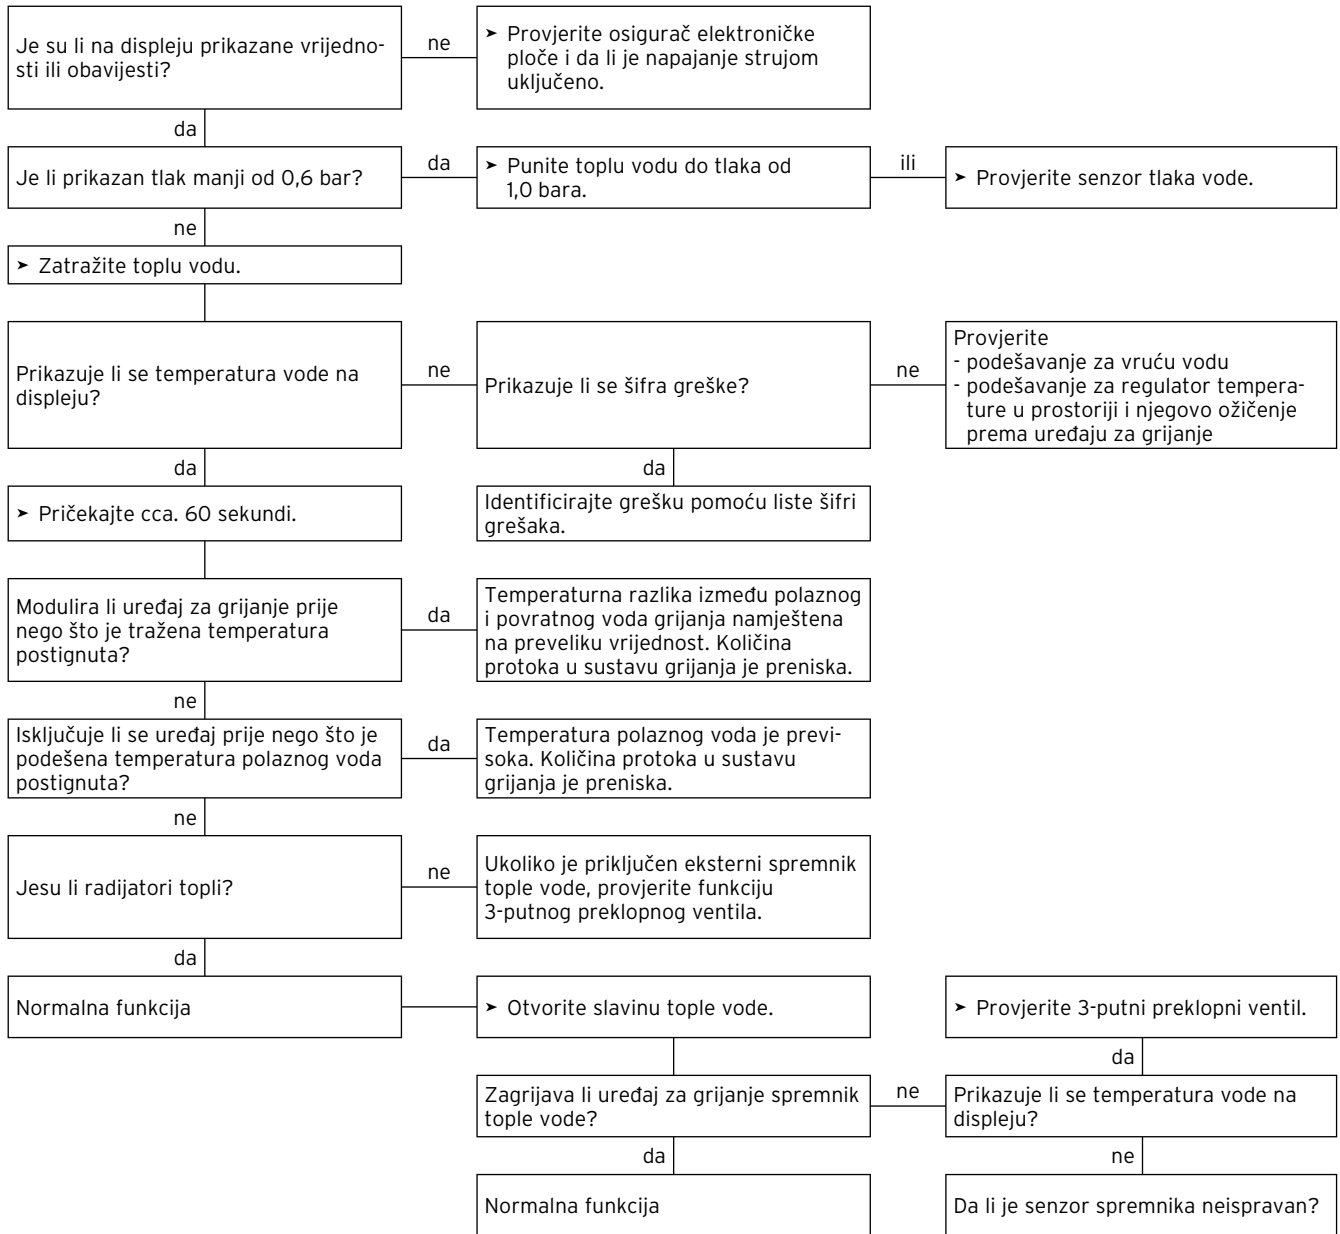 Je su li na displeju prikazane vrijedno-
sti ili obavijesti?
ne
➤ Provjerite osigurač elektroničke
ploče i da li je napajanje strujom
uključeno.
da
Je li prikazan tlak manji od 0,6 bar?
da
➤ Punite toplu vodu do tlaka od
1,0 bara.
ili
➤ Provjerite senzor tlaka vode.
ne
➤ Zatražite toplu vodu.
Prikazuje li se temperatura vode na
displeju?
ne
Prikazuje li se šifra greške?
ne
Provjerite
- podešavanje za vruću vodu
- podešavanje za regulator tempera-
ture u prostoriji i njegovo ožičenje
prema uređaju za grijanje
da
da
➤ Pričekajte cca. 60 sekundi.
Identificirajte grešku pomoću liste šifri
grešaka.
Modulira li uređaj za grijanje prije
nego što je tražena temperatura
postignuta?
da
Temperaturna razlika između polaznog
i povratnog voda grijanja namještena
na preveliku vrijednost. Količina
protoka u sustavu grijanja je preniska.
ne
Isključuje li se uređaj prije nego što je
podešena temperatura polaznog voda
postignuta?
da
Temperatura polaznog voda je previ-
soka. Količina protoka u sustavu
grijanja je preniska.
ne
Jesu li radijatori topli?
ne
Ukoliko je priključen eksterni spremnik
tople vode, provjerite funkciju
3-putnog preklopnog ventila.
da
Normalna funkcija
➤ Otvorite slavinu tople vode.
➤ Provjerite 3-putni preklopni ventil.
da
Zagrijava li uređaj za grijanje spremnik
tople vode?
ne
Prikazuje li se temperatura vode na
displeju?
da
ne
Normalna funkcija
Da li je senzor spremnika neispravan?